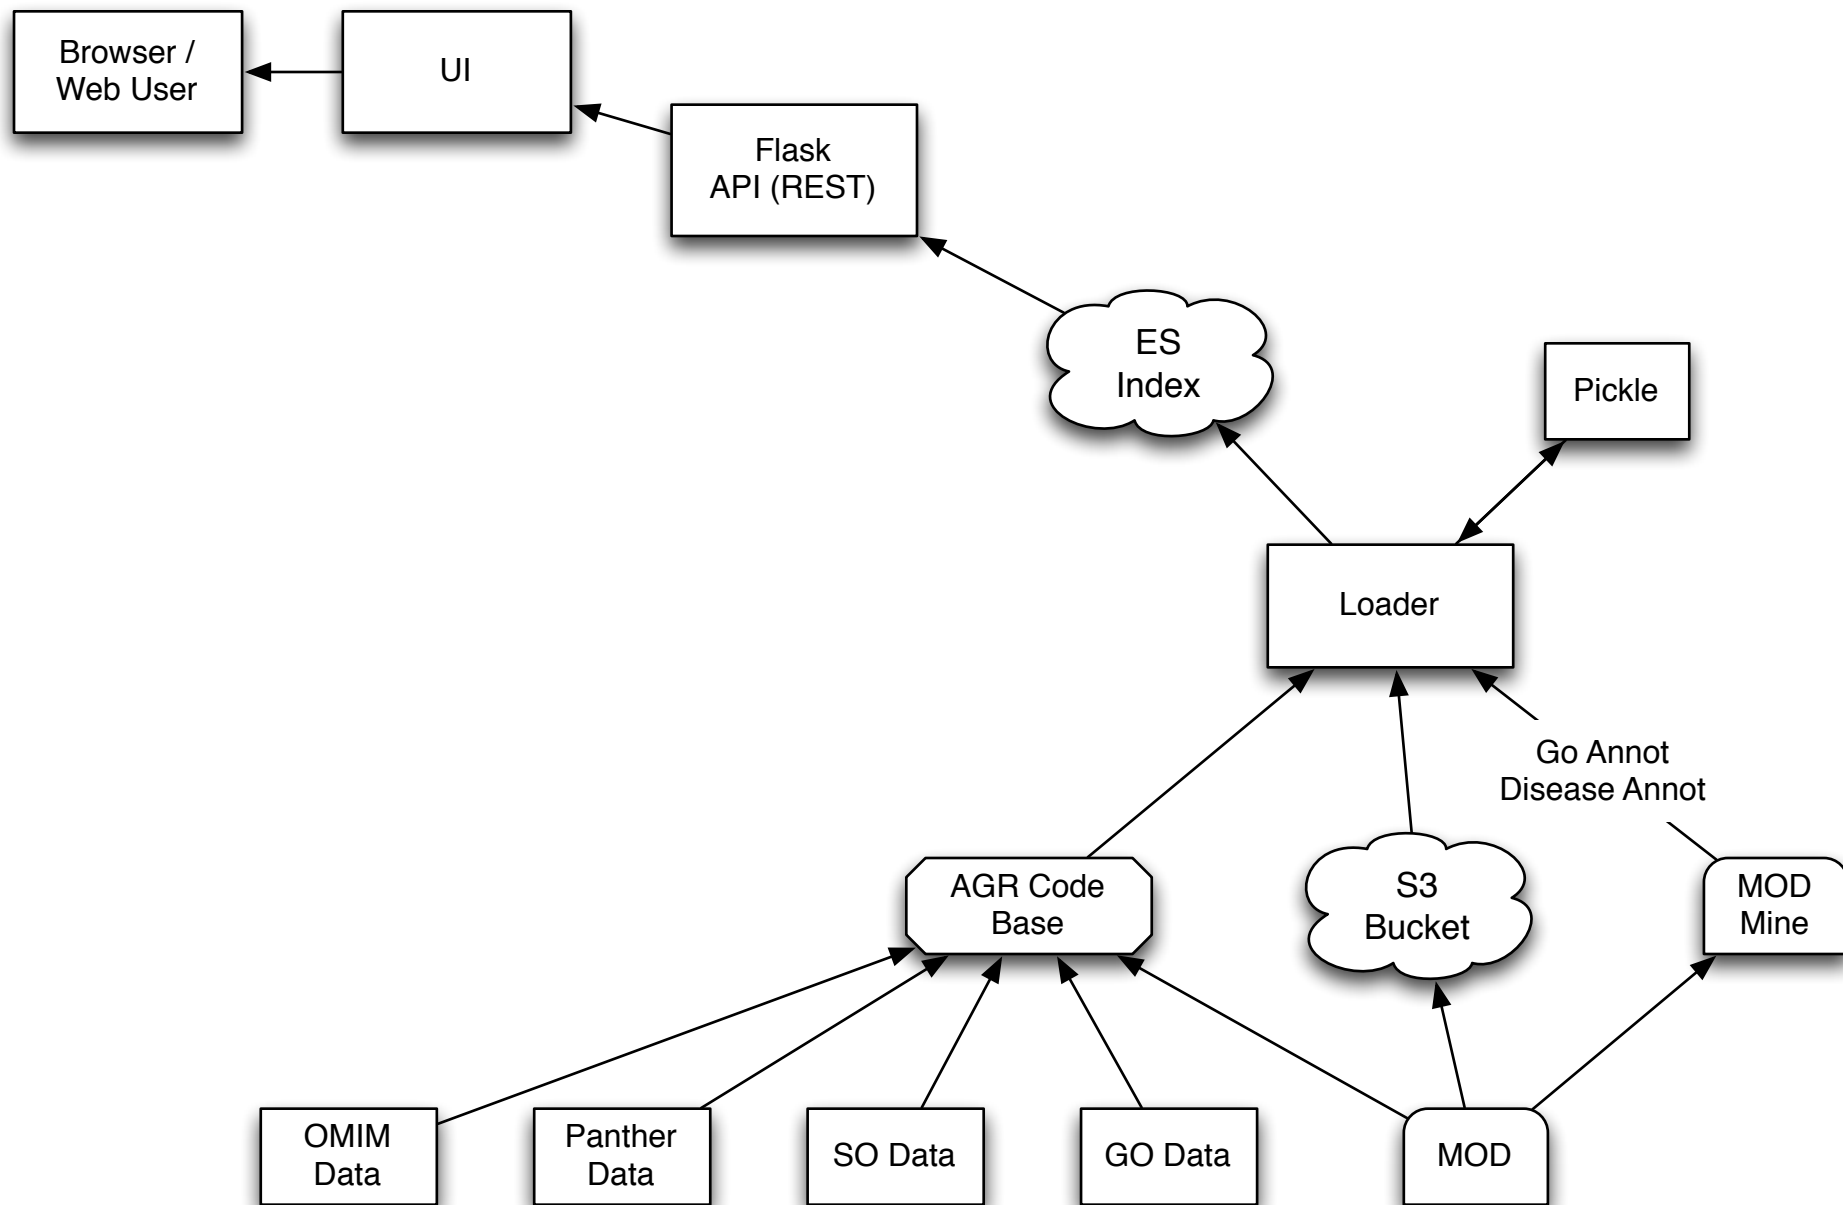 Browser /
Web User
UI
Flask
API (REST)
ES
Index
Pickle
Loader
Go Annot
Disease Annot
AGR Code
Base
S3
Bucket
MOD
Mine
OMIM
Data
Panther
Data
SO Data
GO Data
MOD